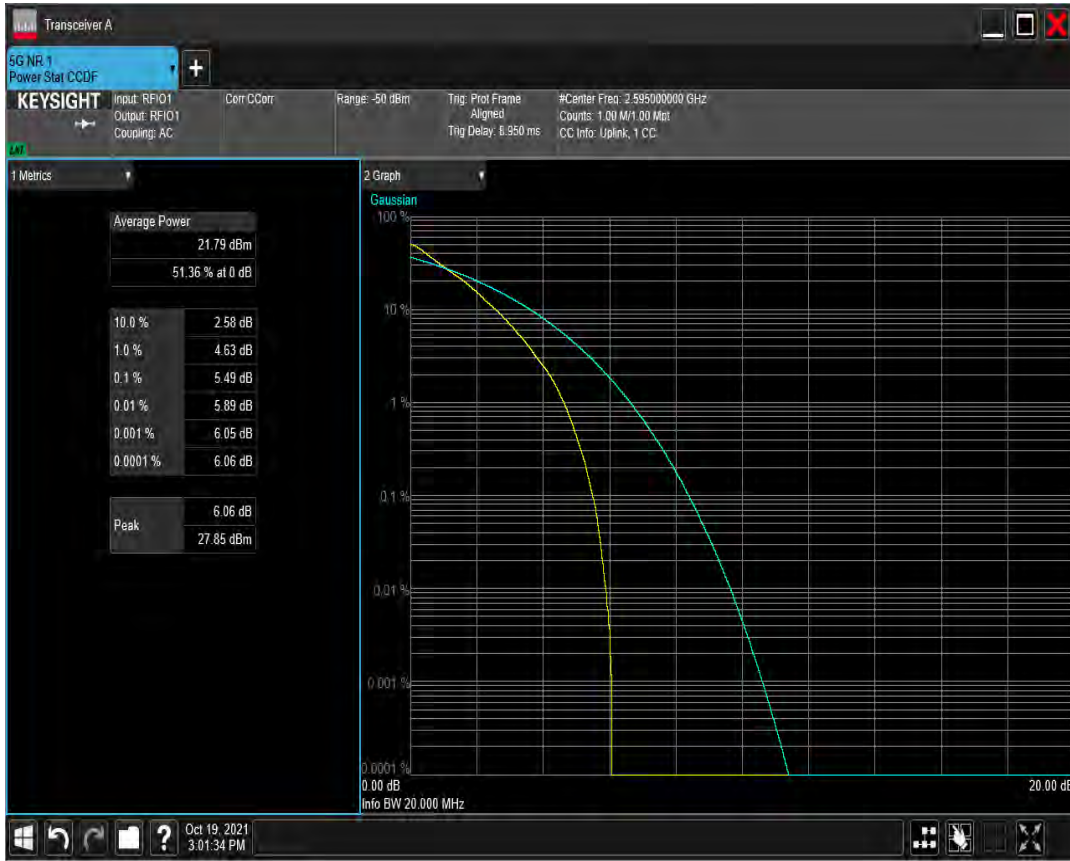 Transceiver A
5G NR 1
Power Stat CCDF
+
KEYSIGHT
Input: RFIO1
Output: RFIO1
Coupling: AC
Corr CCorr
Range: -50 dBm
Trig: Prot Frame
Aligned
Trig Delay: 8.950 ms
#Center Freq: 2.595000000 GHz
Counts: 1.00 M/1.00 Mpt
CC Info: Uplink, 1 CC
1 Metrics
Average Power
21.79 dBm
51.36 % at 0 dB
10.0 % 2.58 dB
1.0 % 4.63 dB
0.1 % 5.49 dB
0.01 % 5.89 dB
0.001 % 6.05 dB
0.0001 % 6.06 dB
Peak
6.06 dB
27.85 dBm
2 Graph
Gaussian
100 %
10 %
1 %
0.1 %
0.01 %
0.001 %
0.0001 %
0.00 dB
20.00 dB
Info BW 20.000 MHz
?
Oct 19, 2021
3:01:34 PM